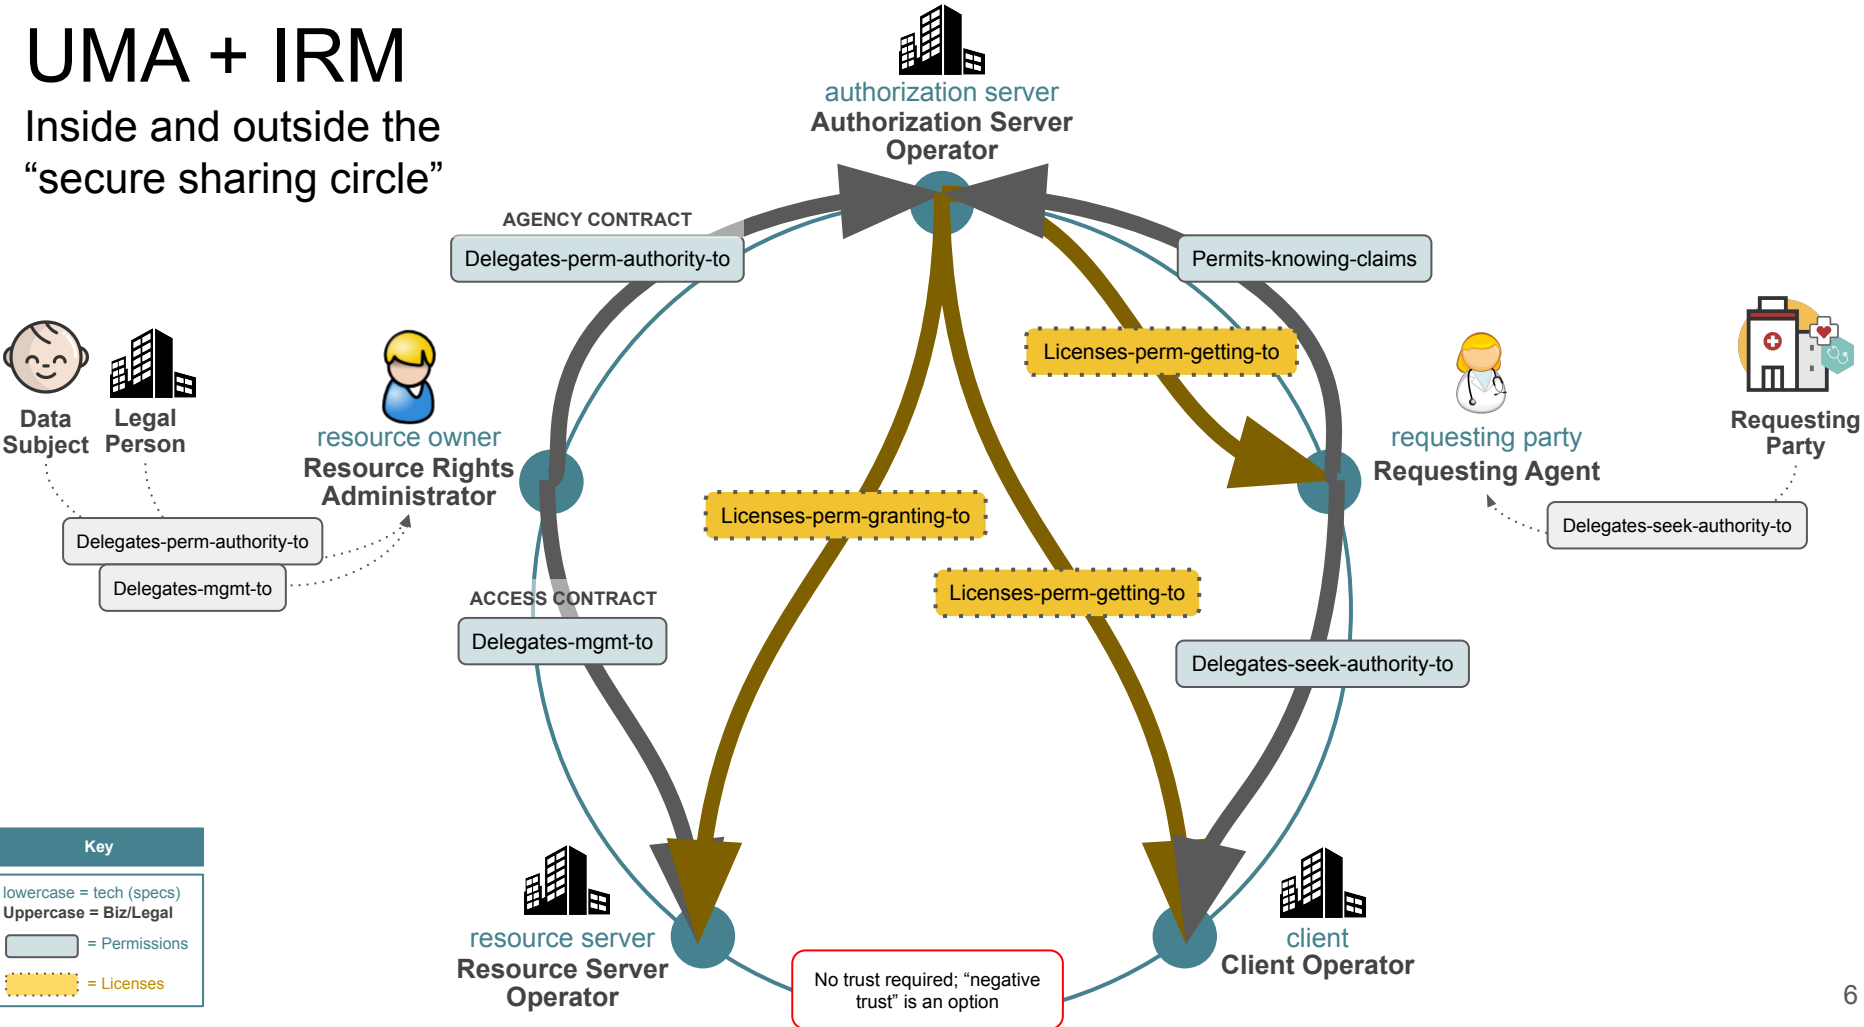 UMA + IRM
Inside and outside the
“secure sharing circle”
authorization server
Authorization Server
Operator
AGENCY CONTRACT
Delegates-perm-authority-to
Permits-knowing-claims
Licenses-perm-getting-to
Data
Subject
Legal
Person
resource owner
Resource Rights
Administrator
requesting party
Requesting Agent
Requesting
Party
Delegates-perm-authority-to
Delegates-mgmt-to
Licenses-perm-granting-to
Delegates-seek-authority-to
ACCESS CONTRACT
Delegates-mgmt-to
Licenses-perm-getting-to
Delegates-seek-authority-to
Key
lowercase = tech (specs)
Uppercase = Biz/Legal
= Permissions
= Licenses
resource server
Resource Server
Operator
No trust required; “negative
trust” is an option
client
Client Operator
6